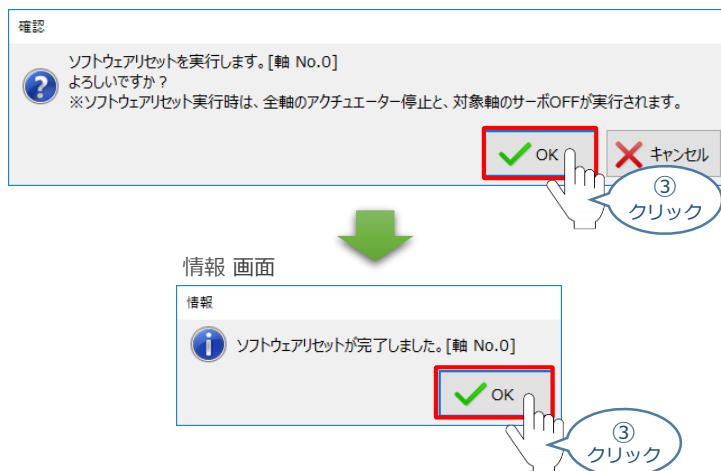 確認
ソフトウェアリセットを実行します。[軸 No.0]
よろしいですか？
※ソフトウェアリセット実行時は、全軸のアクチュエーター停止と、対象軸のサーボOFFが実行されます。
OK
キャンセル
③
クリック
情報 画面
情報
ソフトウェアリセットが完了しました。[軸 No.0]
OK
③
クリック